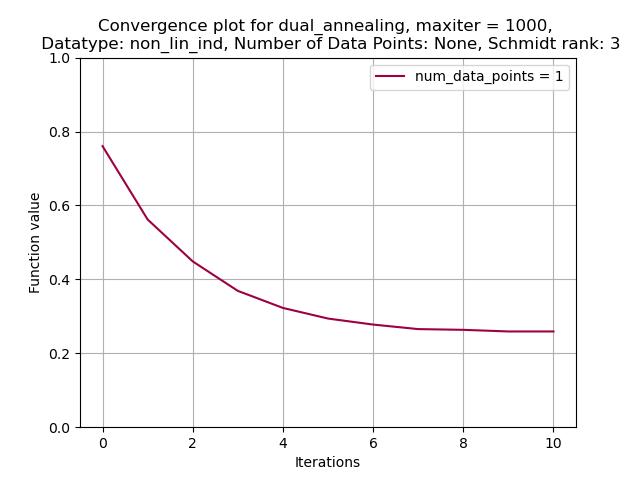 Convergence plot for dual_annealing, maxiter = 1000,
Datatype: non_lin_ind, Number of Data Points: None, Schmidt rank: 3
num_data_points = 1
Function value
1.0
0.8
0.6
0.4
0.2
0.0
0 2 4 6 8 10
Iterations